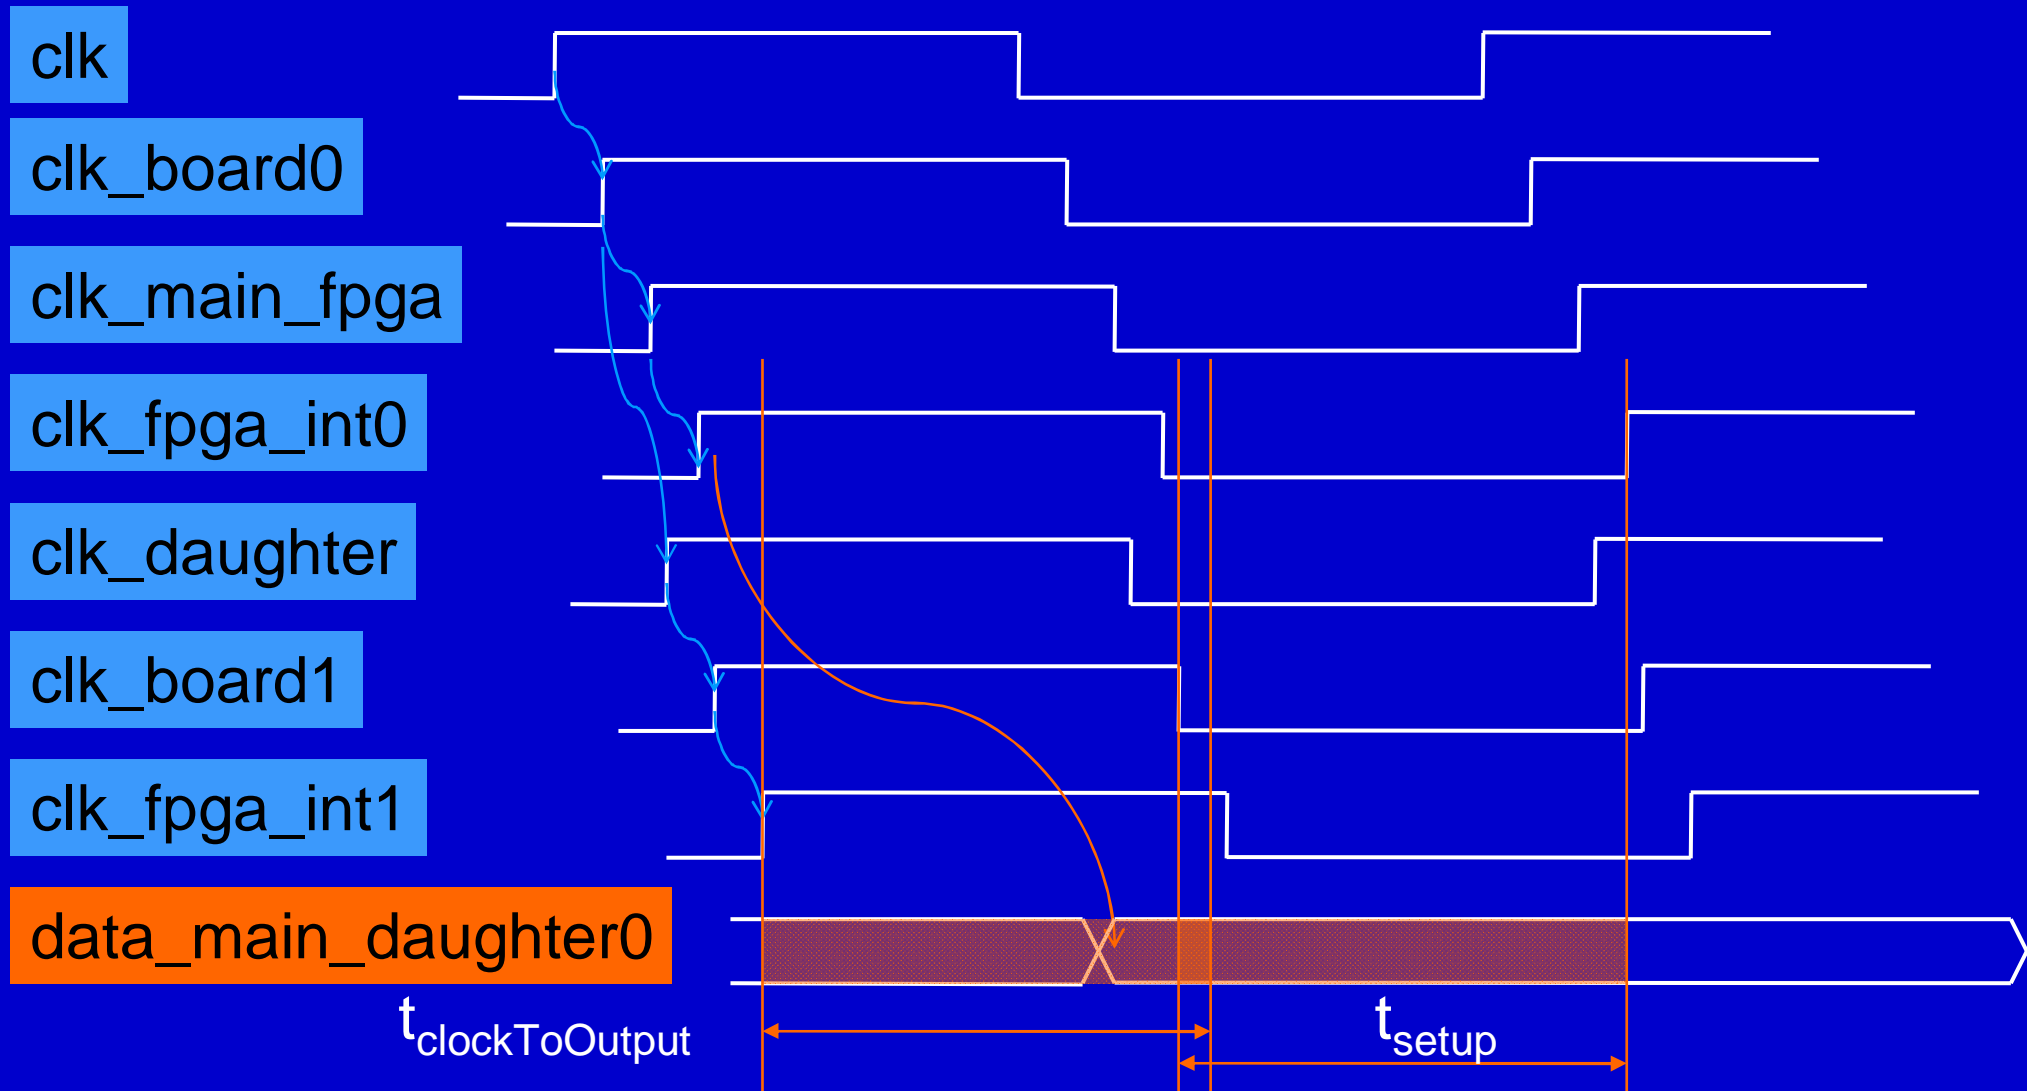 clk
clk_board0
clk_main_fpga
clk_fpga_int0
clk_daughter
clk_board1
clk_fpga_int1
data_main_daughter0
tclockToOutput
tsetup